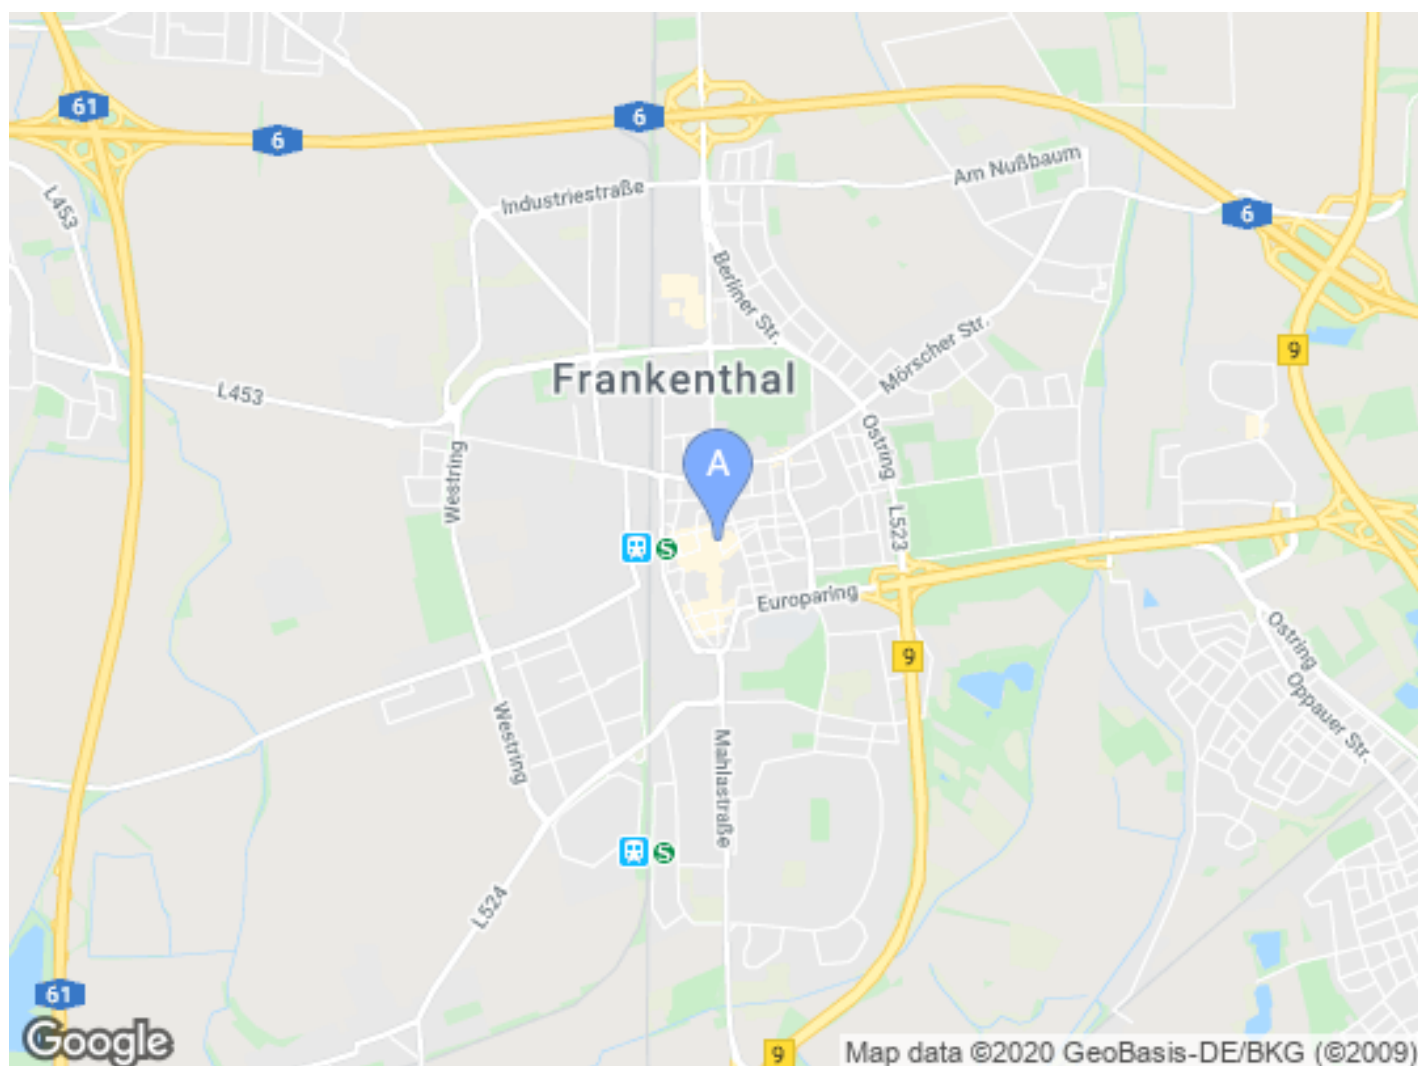 61
6
6
L453
Industriestraße
Am Nußbaum
6
Berliner Str.
Mörscher Str.
9
Frankenthal
L453
Westring
A
Ostring
L523
S
Europaring
9
Ostring
Oppauer Str.
Westring
Mahlastraße
S
L524
61
Google
9
Map data ©2020 GeoBasis-DE/BKG (©2009)